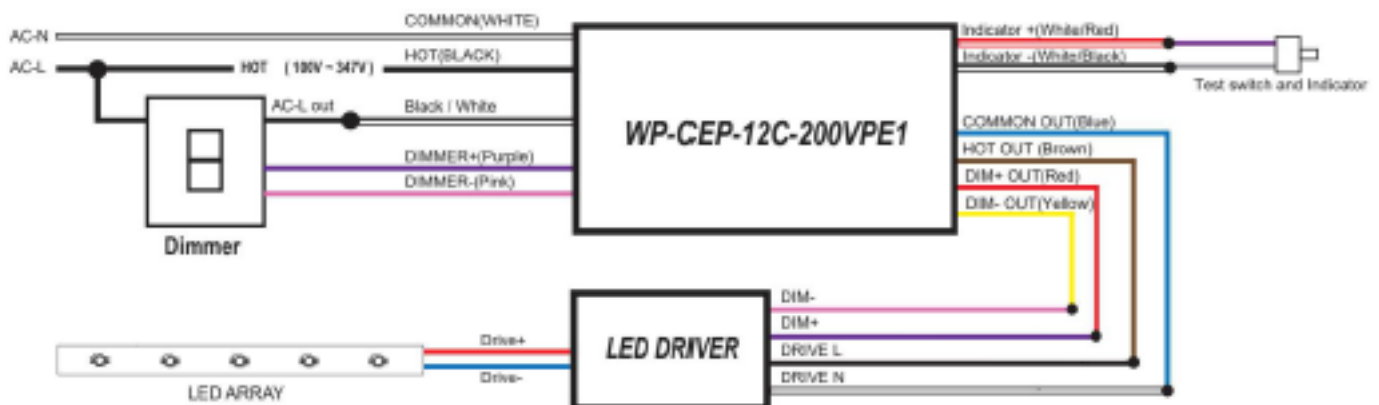 COMMON(WHITE)
AC-N
AC-L
HOT (100V ~ 347V)
HOT(BLACK)
AC-L out
Black / White
DIMMER+(Purple)
DIMMER-(Pink)
Dimmer
WP-CEP-12C-200VPE1
Indicator +(White/Red)
Indicator -(White/Black)
Test switch and Indicator
COMMON OUT(Blue)
HOT OUT (Brown)
DIM+ OUT(Red)
DIM- OUT(Yellow)
LED DRIVER
DIM-
DIM+
DRIVE L
DRIVE N
Drive+
Drive-
LED ARRAY